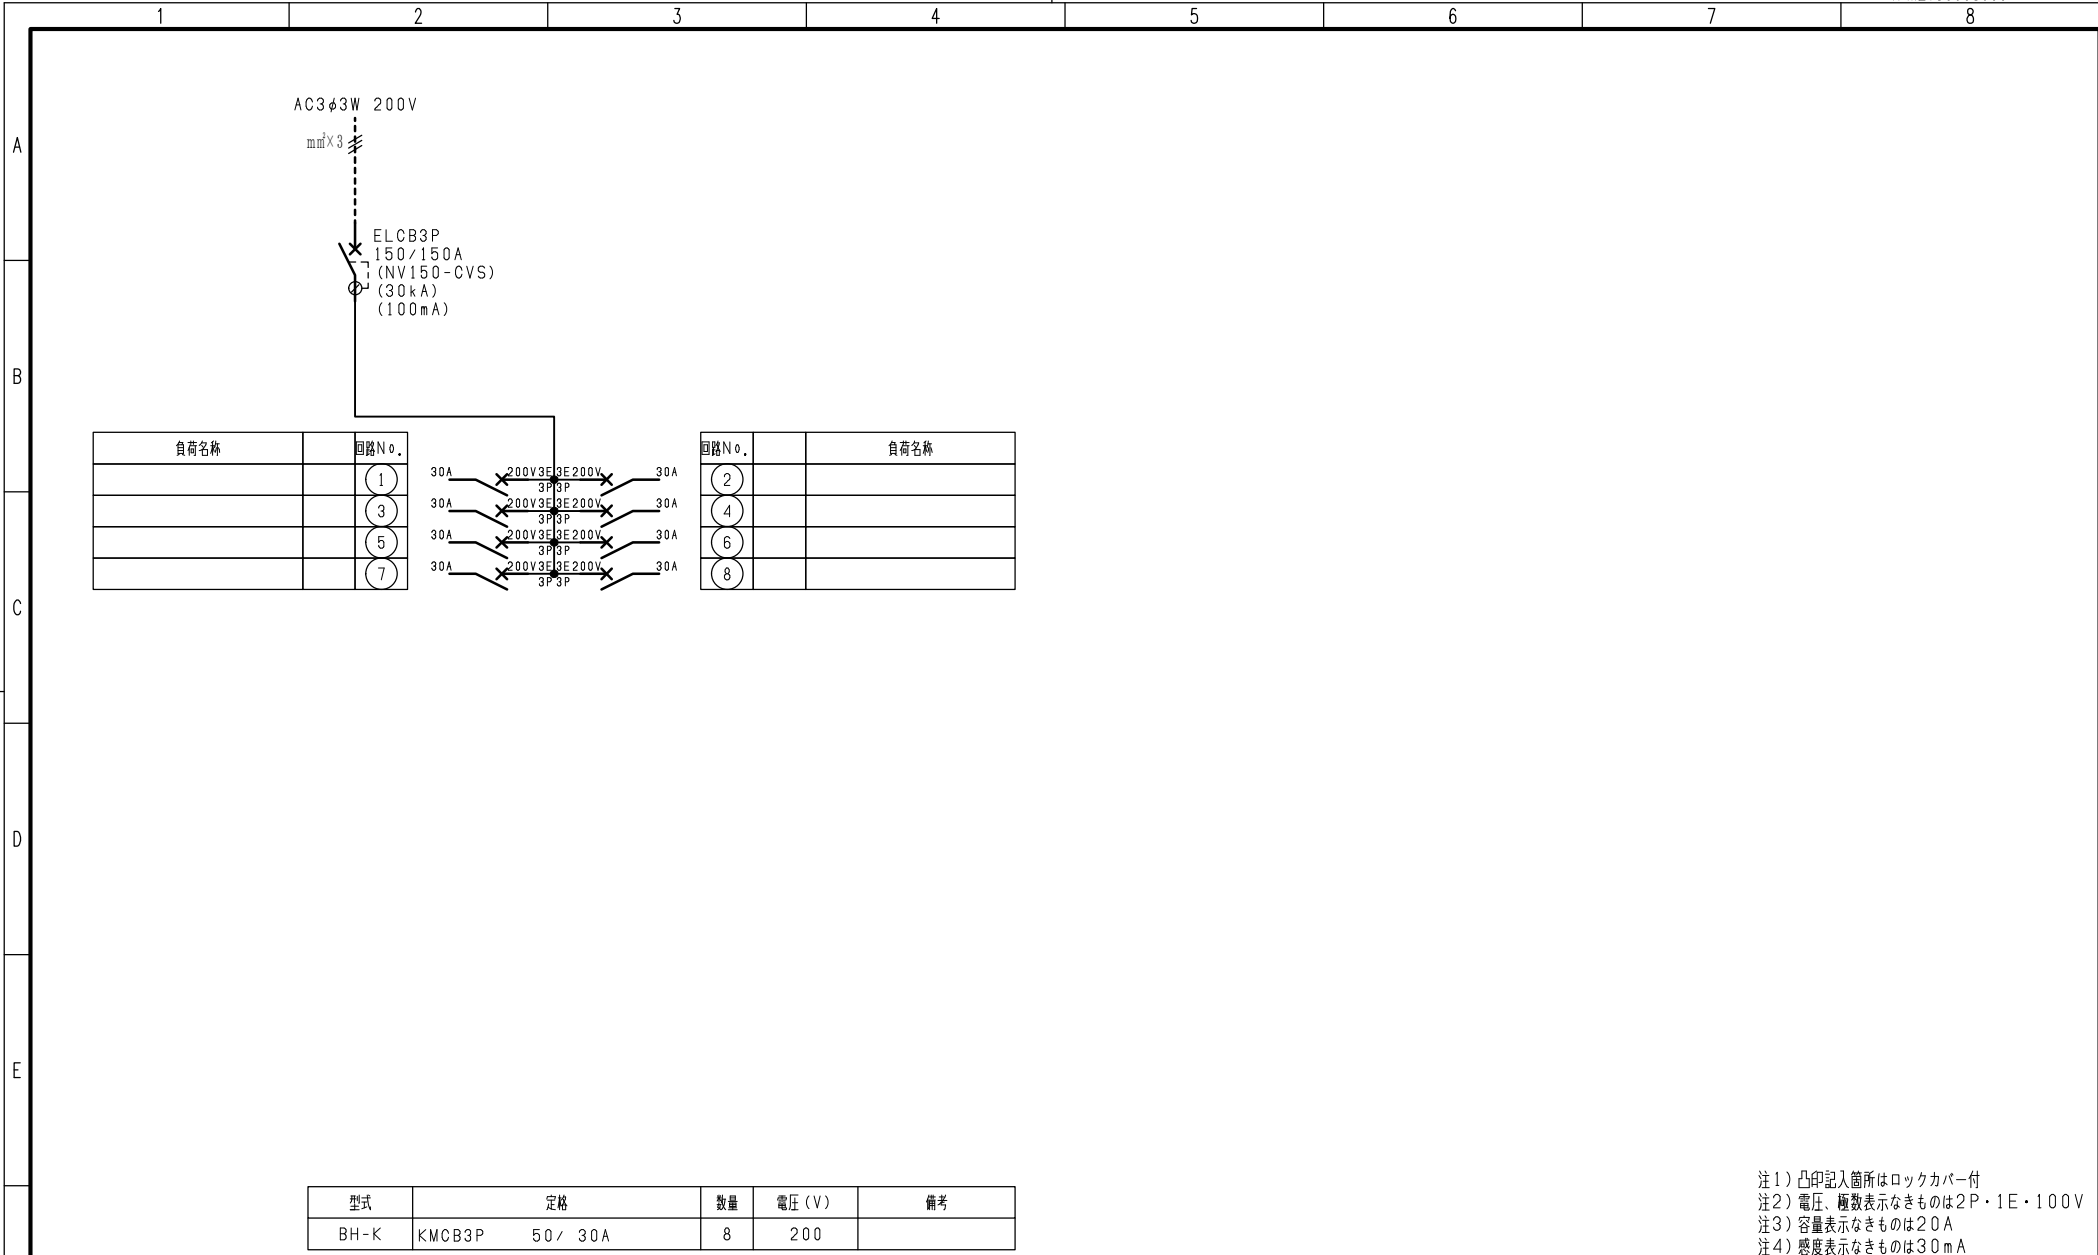 1 2 3 4 5 6 7 8
A
AC3φ3W 200V
mm²×3
ELCB3P
150/150A
(NV150-CVS)
(30kA)
(100mA)
B
負荷名称 回路No. 回路No. 負荷名称
1 30A 200V3E 3E200V 30A 2
3P 3P
3 30A 200V3E 3E200V 30A 4
3P 3P
5 30A 200V3E 3E200V 30A 6
3P 3P
7 30A 200V3E 3E200V 30A 8
3P 3P
C
D
E
型式 定格 数量 電圧(V) 備考
BH-K KMCB3P 50/ 30A 8 200
注1)凸印記入箇所はロックカバー付
注2)電圧、極数表示なきものは2P・1E・100V
注3)容量表示なきものは20A
注4)感度表示なきものは30mA